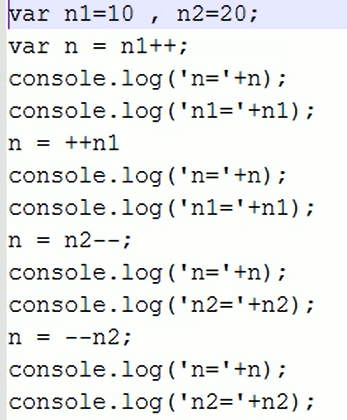 var n1=10 , n2=20;
var n = n1++;
console.log('n='+n);
console.log('n1='+n1);
n = ++n1
console.log('n='+n);
console.log('n1='+n1);
n = n2--;
console.log('n='+n);
console.log('n2='+n2);
n = --n2;
console.log('n='+n);
console.log('n2='+n2);